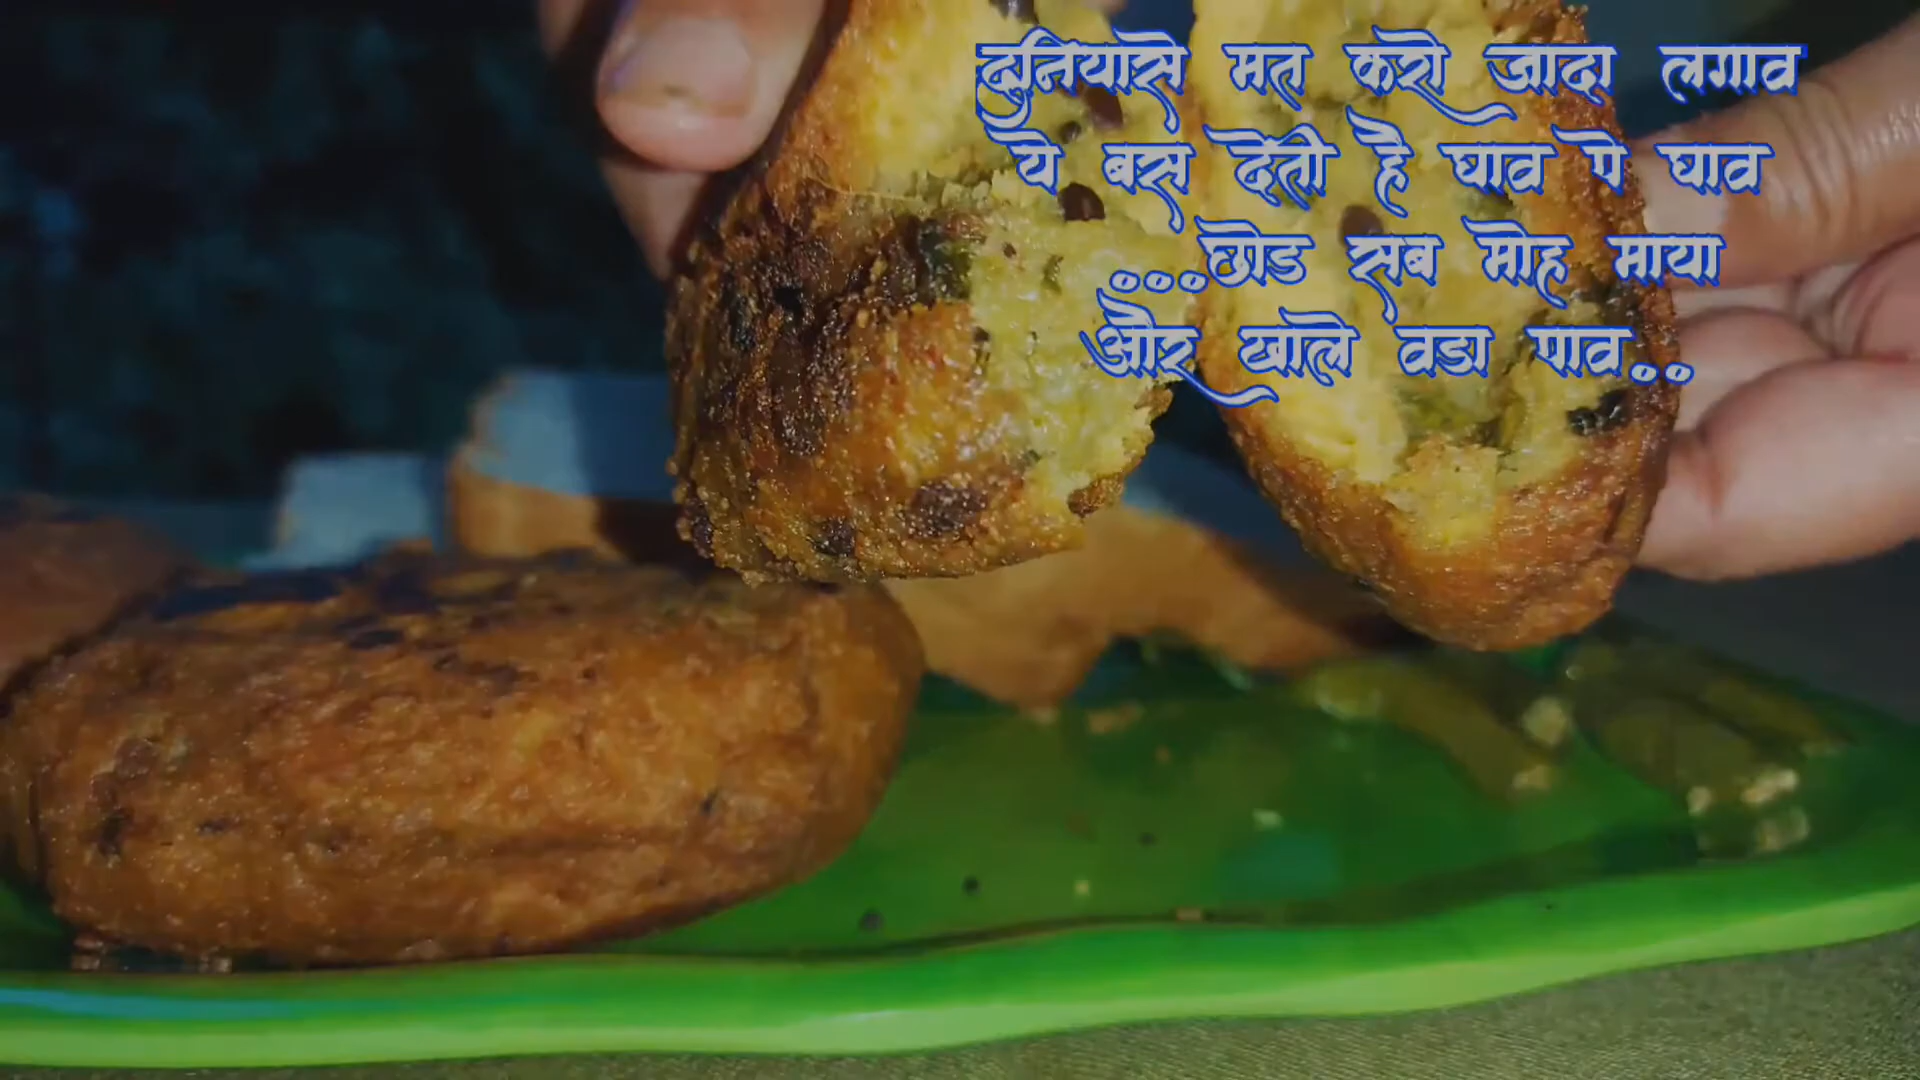 दुनियासे मत करो जादा लगाव
ये बस देती है घाव पे घाव
...छोड सब मोह माया
और खाले वडा पाव..